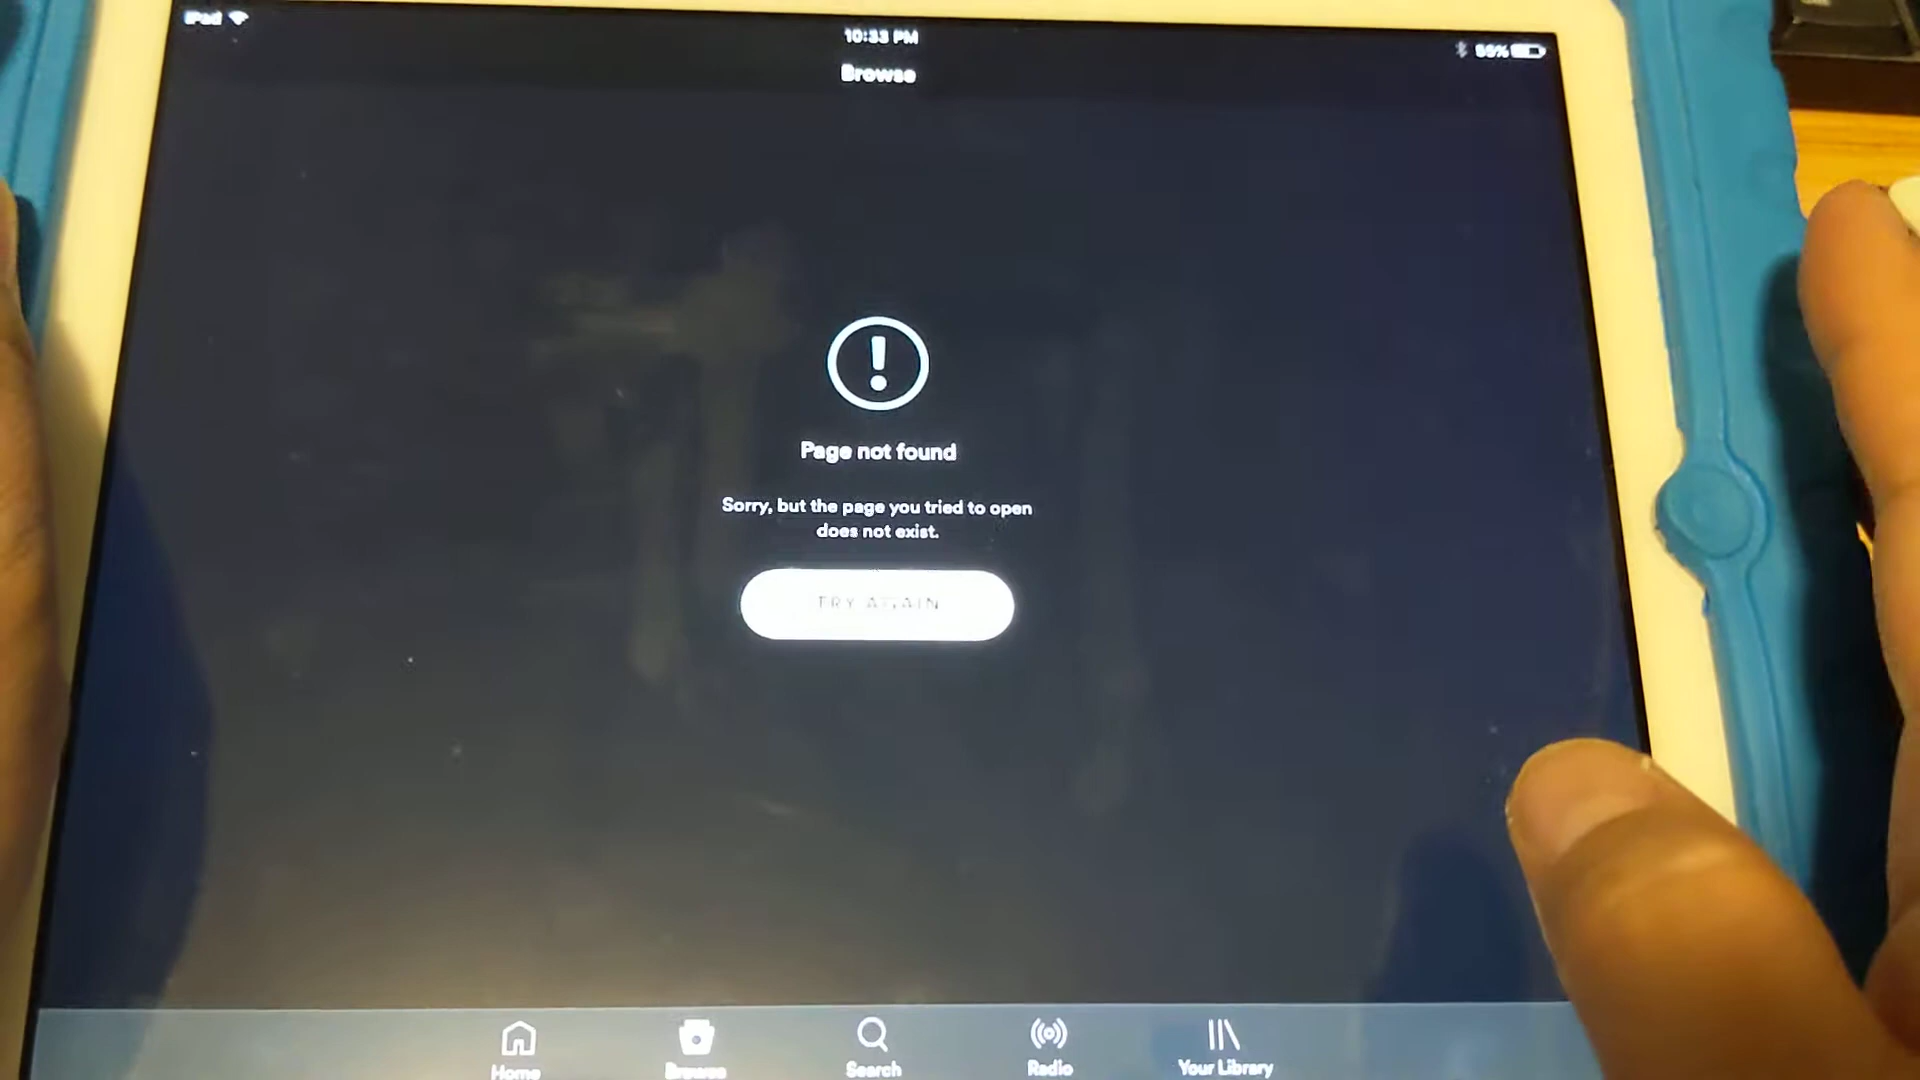 iPad
10:33 PM
Browse
Page not found
Sorry, but the page you tried to open
does not exist.
TRY AGAIN
Home
Browse
Search
Radio
Your Library